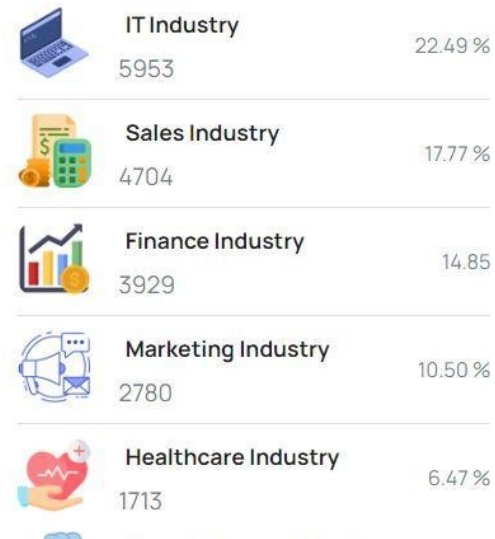 IT Industry
22.49 %
5953
Sales Industry
17.77 %
4704
Finance Industry
14.85
3929
Marketing Industry
10.50 %
2780
Healthcare Industry
6.47 %
1713